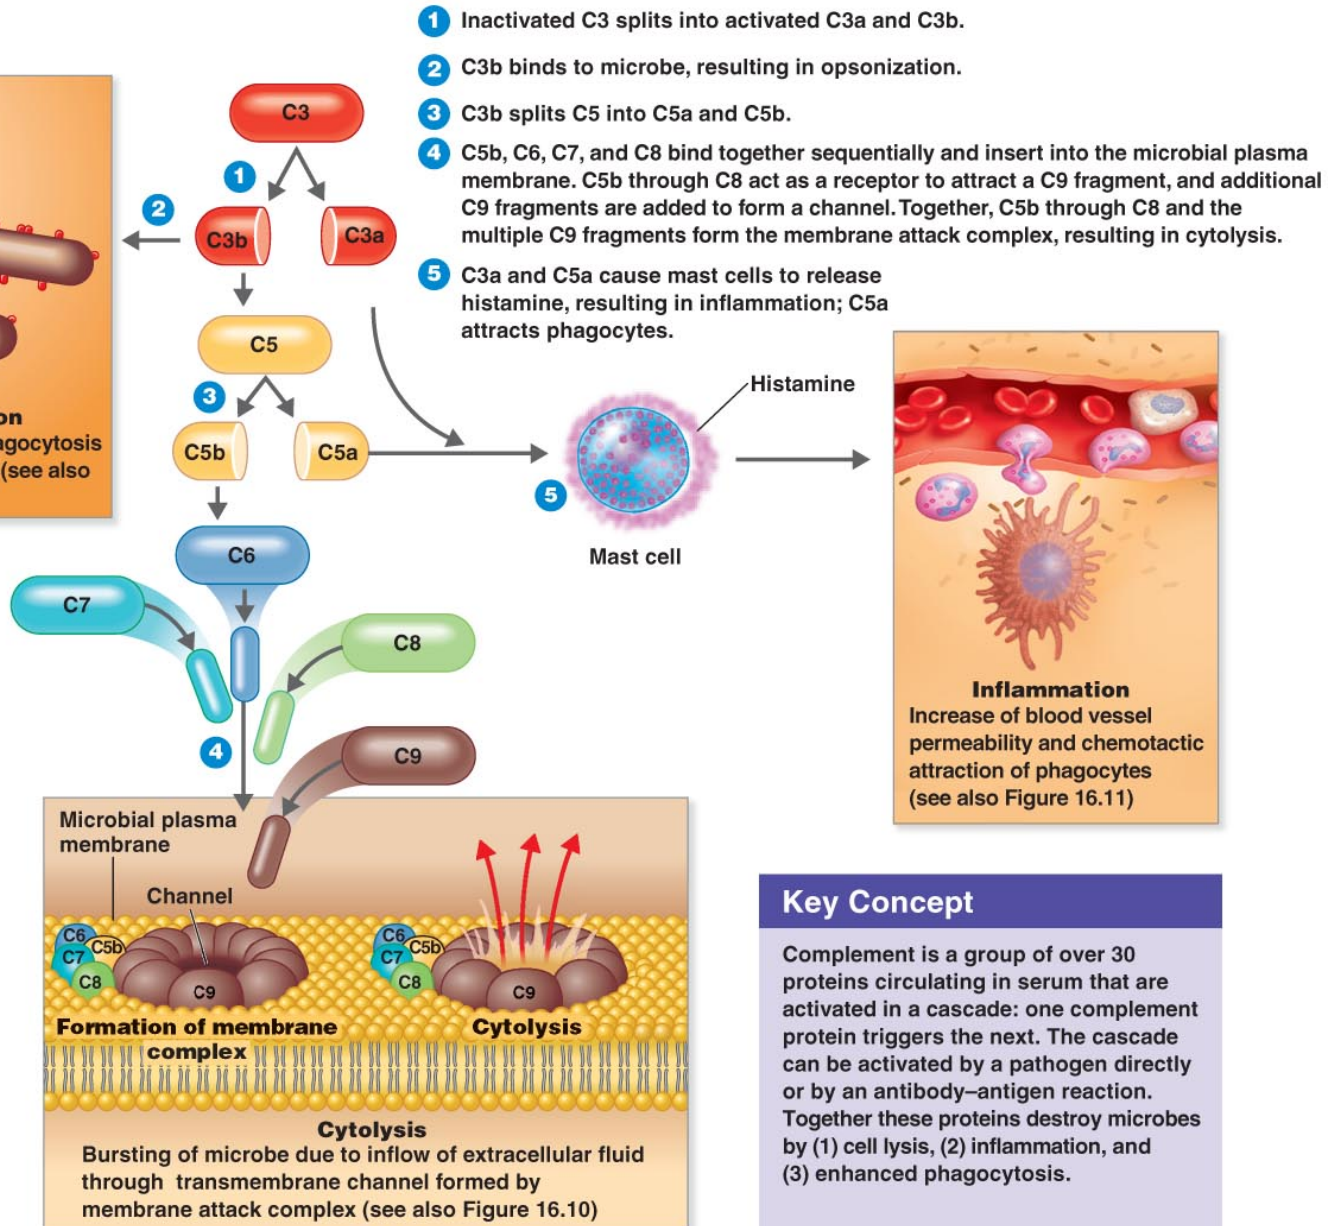 1 Inactivated C3 splits into activated C3a and C3b.
2 C3b binds to microbe, resulting in opsonization.
3 C3b splits C5 into C5a and C5b.
4 C5b, C6, C7, and C8 bind together sequentially and insert into the microbial plasma
membrane. C5b through C8 act as a receptor to attract a C9 fragment, and additional
C9 fragments are added to form a channel. Together, C5b through C8 and the
multiple C9 fragments form the membrane attack complex, resulting in cytolysis.
5 C3a and C5a cause mast cells to release
histamine, resulting in inflammation; C5a
attracts phagocytes.
C3
1
2
C3b
C3a
C5
3
C5b
C5a
on
agocytosis
(see also
Histamine
5
Mast cell
C6
C7
C8
4
C9
Inflammation
Increase of blood vessel
permeability and chemotactic
attraction of phagocytes
(see also Figure 16.11)
Microbial plasma
membrane
Channel
C6
C5b
C7
C8
C9
C6
C5b
C7
C8
C9
Formation of membrane
complex
Cytolysis
Cytolysis
Bursting of microbe due to inflow of extracellular fluid
through transmembrane channel formed by
membrane attack complex (see also Figure 16.10)
Key Concept
Complement is a group of over 30
proteins circulating in serum that are
activated in a cascade: one complement
protein triggers the next. The cascade
can be activated by a pathogen directly
or by an antibody–antigen reaction.
Together these proteins destroy microbes
by (1) cell lysis, (2) inflammation, and
(3) enhanced phagocytosis.